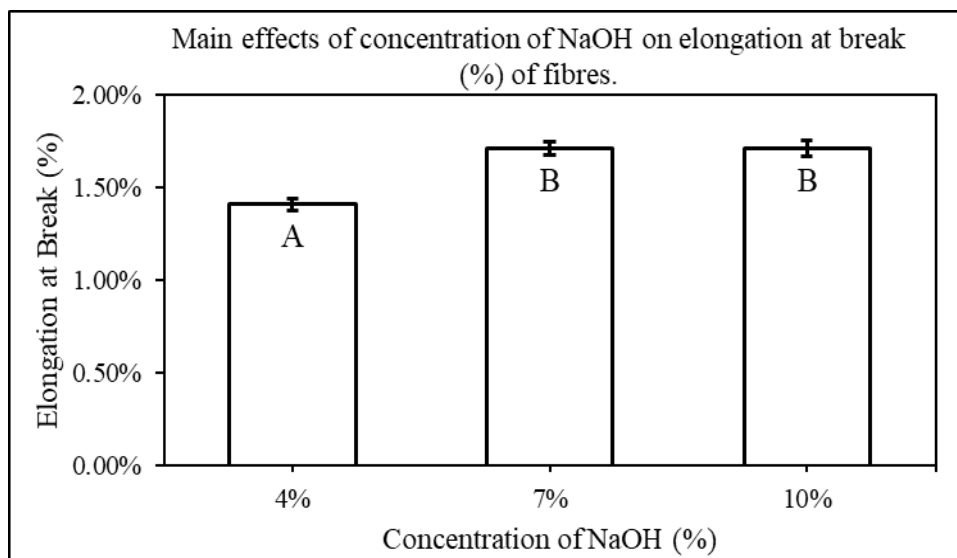 Main effects of concentration of NaOH on elongation at break
(%) of fibres.
2.00%
1.50%
1.00%
0.50%
0.00%
Elongation at Break (%)
A
B
B
4%
7%
10%
Concentration of NaOH (%)